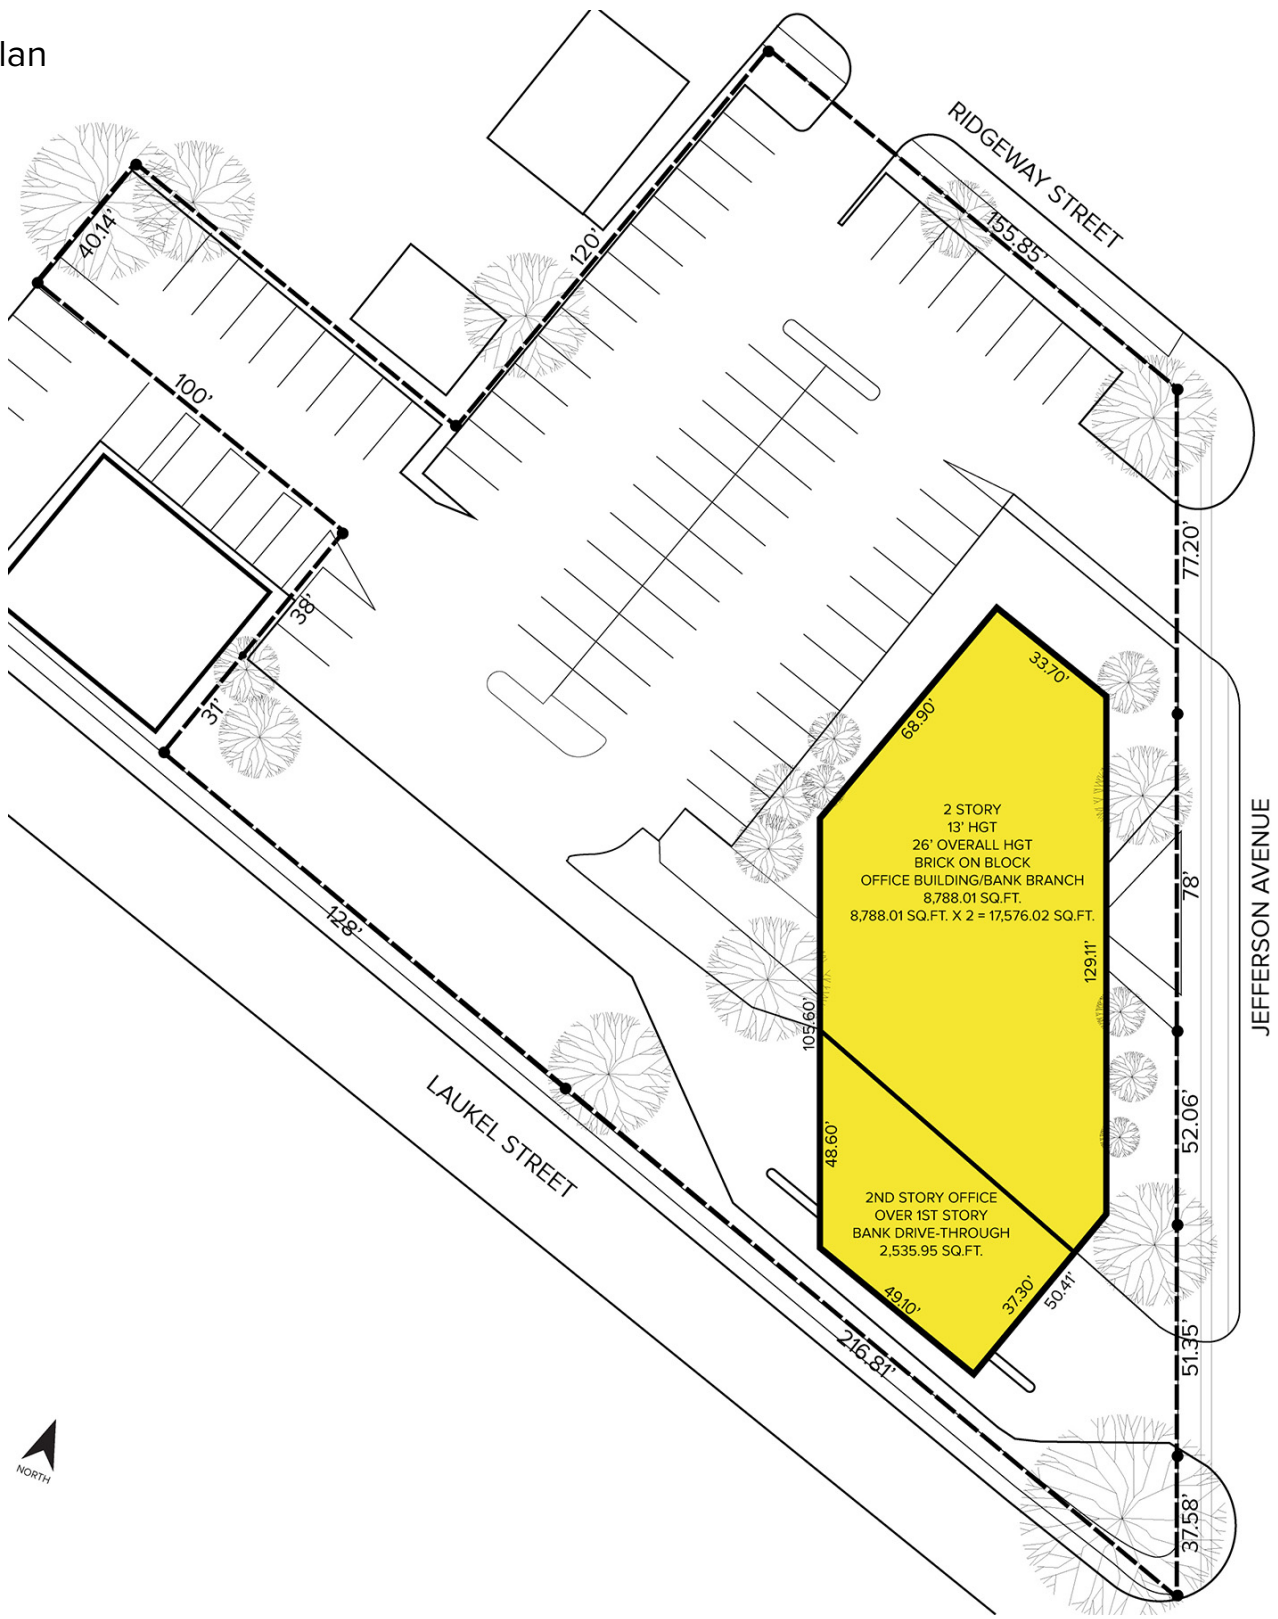 lan
RIDGEWAY STREET
155.85'
40.14'
120'
100'
77.20'
38'
31'
33.70'
68.90'
2 STORY
13' HGT
26' OVERALL HGT
BRICK ON BLOCK
OFFICE BUILDING/BANK BRANCH
8,788.01 SQ.FT.
8,788.01 SQ.FT. X 2 = 17,576.02 SQ.FT.
78'
JEFFERSON AVENUE
128'
129.11'
105.60'
LAUKEL STREET
48.60'
52.06'
2ND STORY OFFICE
OVER 1ST STORY
BANK DRIVE-THROUGH
2,535.95 SQ.FT.
49.10'
37.30'
50.41'
216.81'
51.35'
NORTH
37.58'